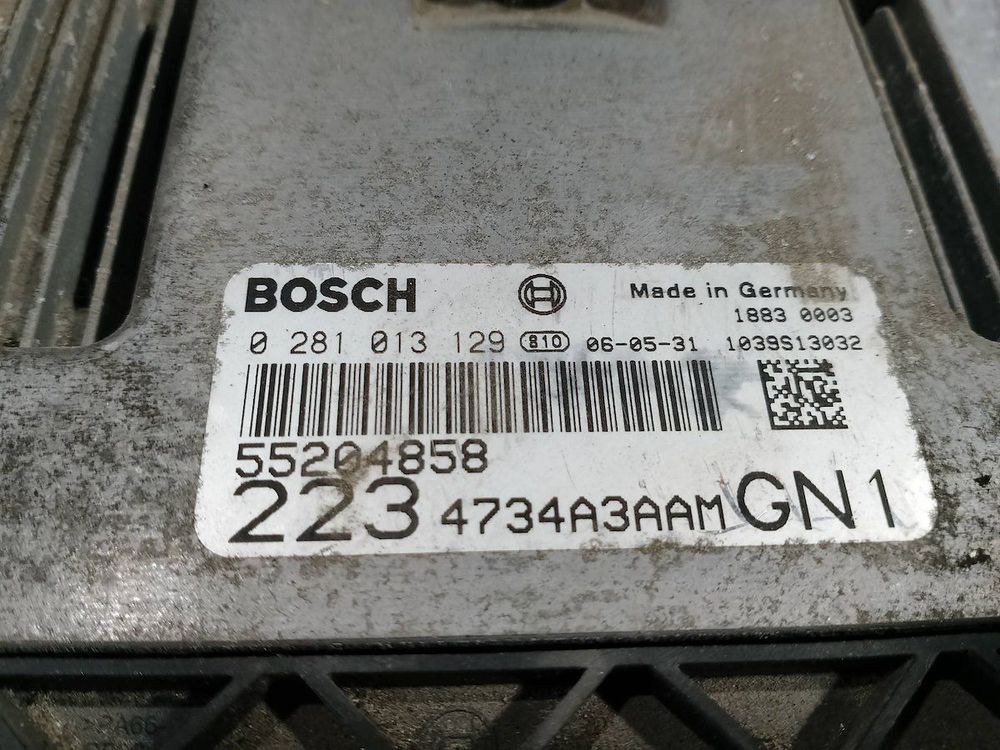 BOSCH Made in Germany
1883 0003
0 281 013 129 810 06-05-31 1039S13032
55204858
223 4734A3AAM GN1